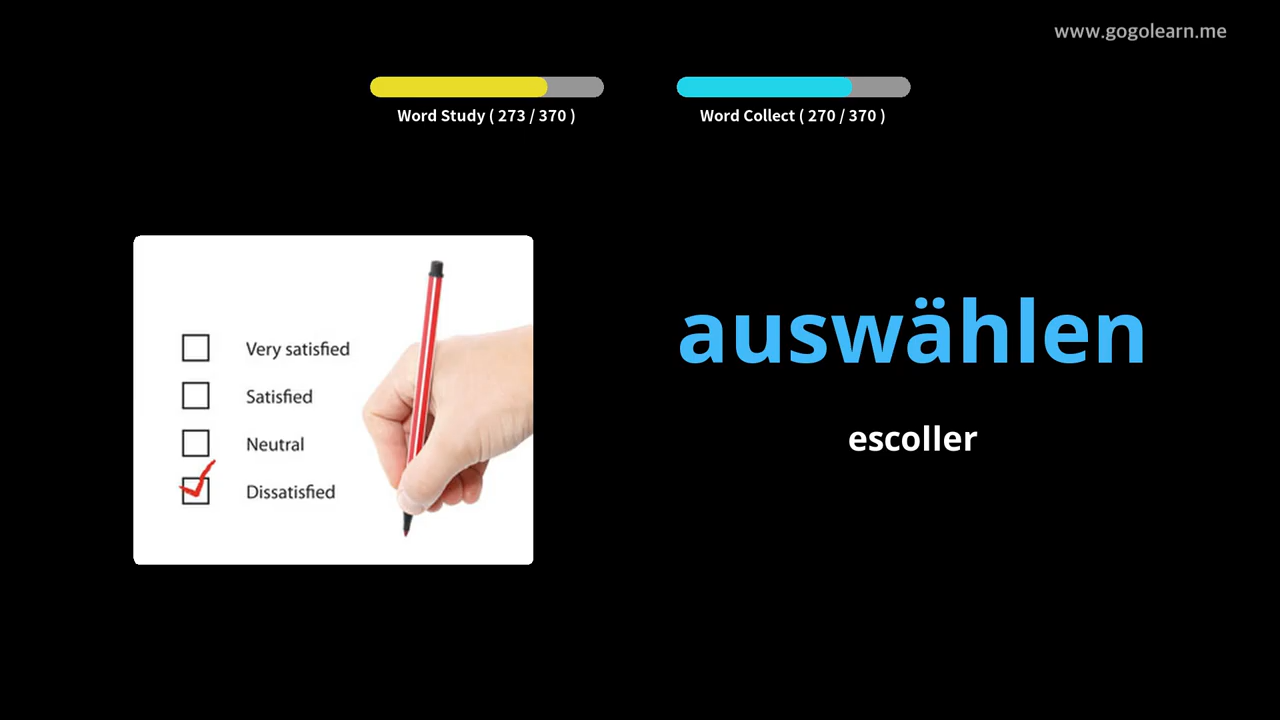 www.gogolearn.me
Word Study ( 273 / 370 )
Word Collect ( 270 / 370 )
Very satisfied
Satisfied
Neutral
Dissatisfied
auswählen
escoller